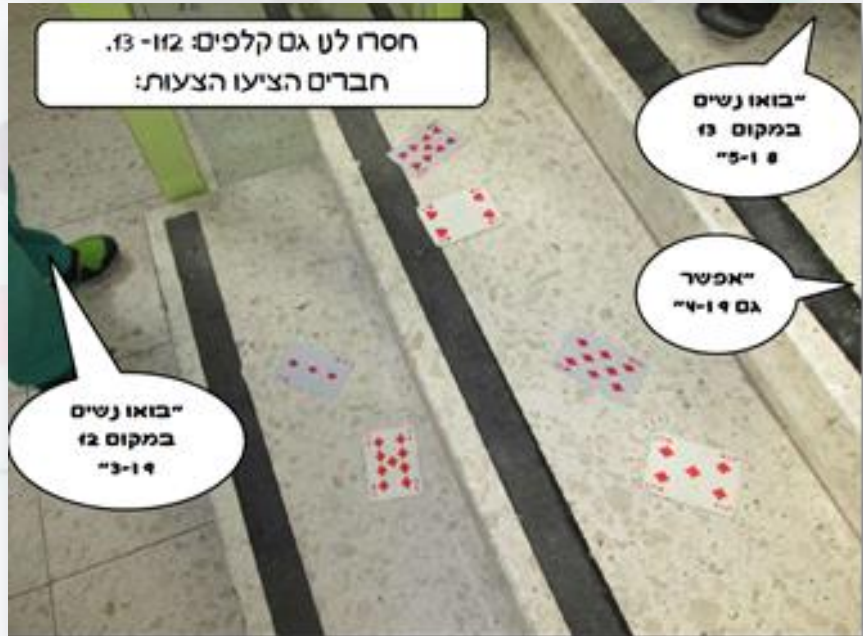 חסרו לנו גם קלפים: 12 ו-13.
חברים הציעו הצעות:
"בואו נשים
במקום 13
8 ו-5"
"אפשר
גם 9 ו-4"
"בואו נשים
במקום 12
9 ו-3"